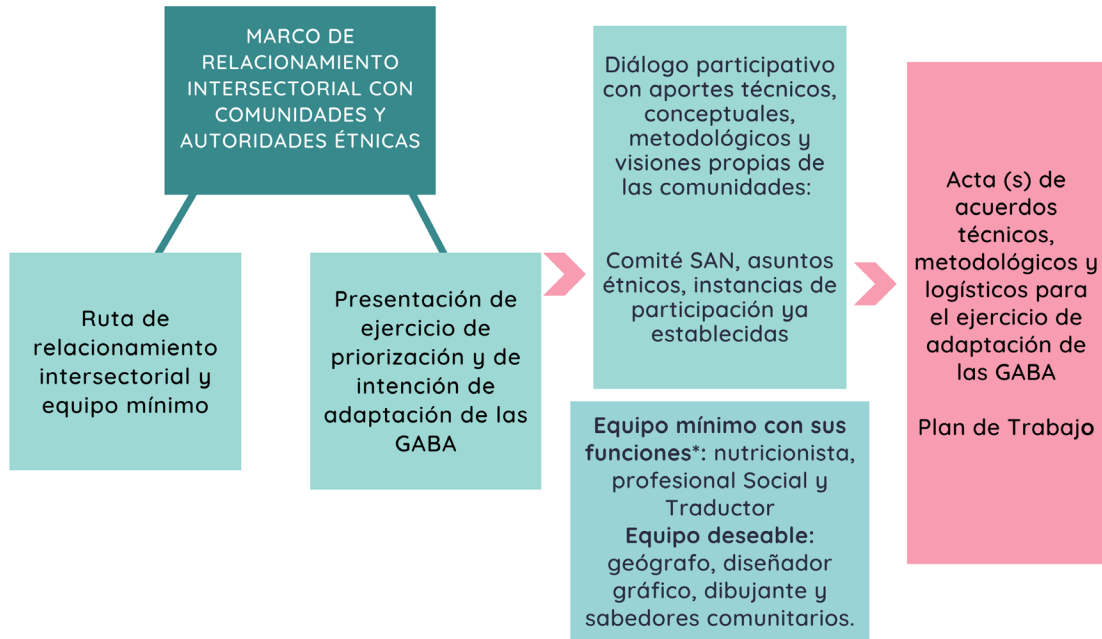 MARCO DE
RELACIONAMIENTO
INTERSECTORIAL CON
COMUNIDADES Y
AUTORIDADES ÉTNICAS
Ruta de
relacionamiento
intersectorial y
equipo mínimo
Presentación de
ejercicio de
priorización y de
intención de
adaptación de las
GABA
Diálogo participativo
con aportes técnicos,
conceptuales,
metodológicos y
visiones propias de
las comunidades:
Comité SAN, asuntos
étnicos, instancias de
participación ya
establecidas
Equipo mínimo con sus
funciones*: nutricionista,
profesional Social y
Traductor
Equipo deseable:
geógrafo, diseñador
gráfico, dibujante y
sabedores comunitarios.
Acta (s) de
acuerdos
técnicos,
metodológicos y
logísticos para
el ejercicio de
adaptación de
las GABA
Plan de Trabajo